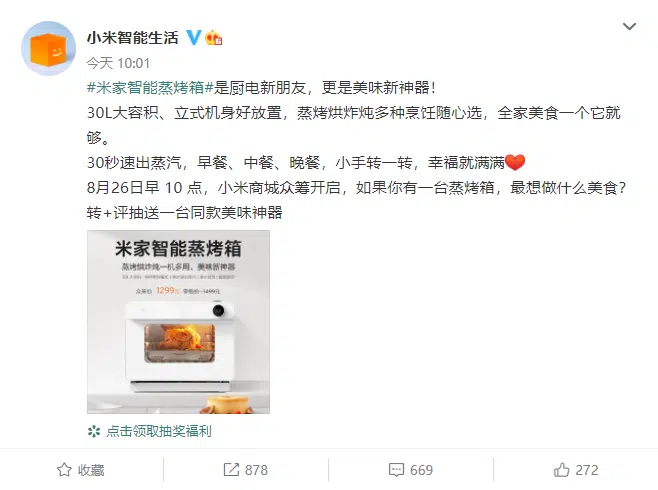 小米智能生活
今天 10:01
#米家智能蒸烤箱#是厨电新朋友，更是美味新神器！
30L大容积、立式机身好放置，蒸烤烘炸炖多种烹饪随心选，全家美食一个它就
够。
30秒速出蒸汽，早餐、中餐、晚餐，小手转一转，幸福就满满❤
8月26日早 10 点，小米商城众筹开启，如果你有一台蒸烤箱，最想做什么美食？
转+评抽送一台同款美味神器
米家智能蒸烤箱
蒸烤烘炸炖一机多用、美味新神器
众筹价 1299元 零售价 1499元
点击领取抽奖福利
收藏
878
669
272